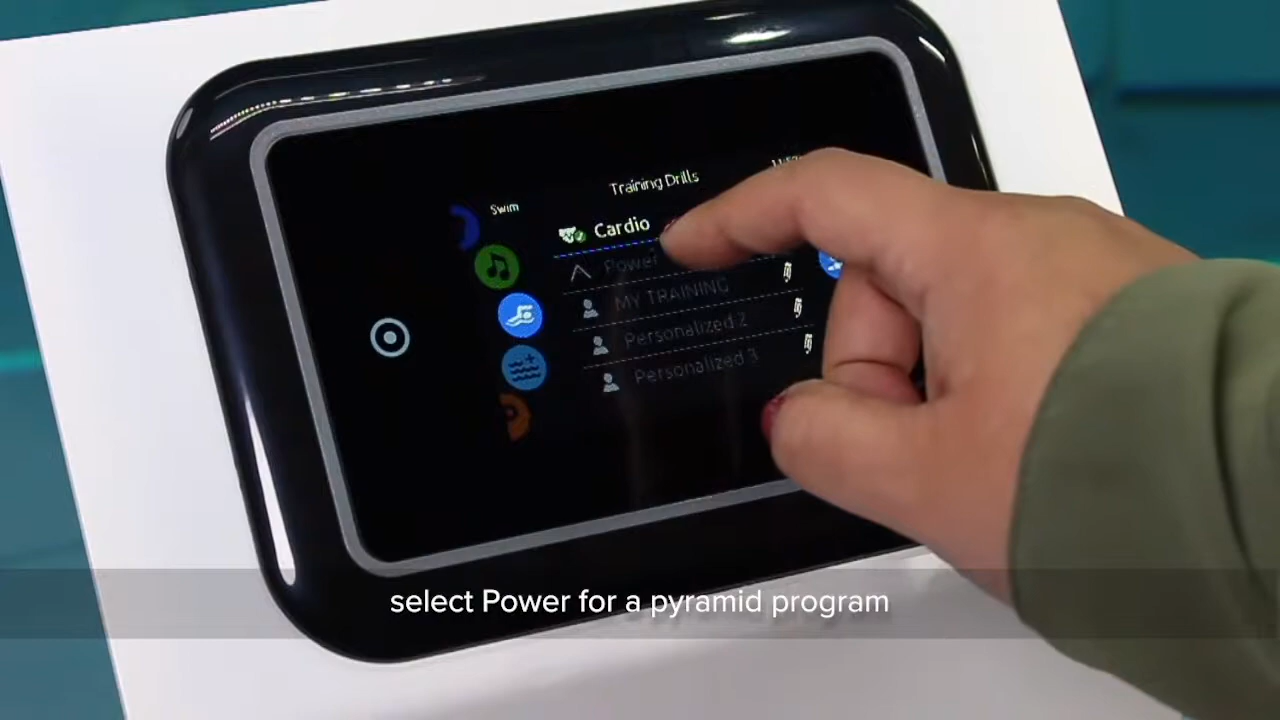 Training Drills
Swim
Cardio
Power
MY TRAINING
Personalized 2
Personalized 3
select Power for a pyramid program